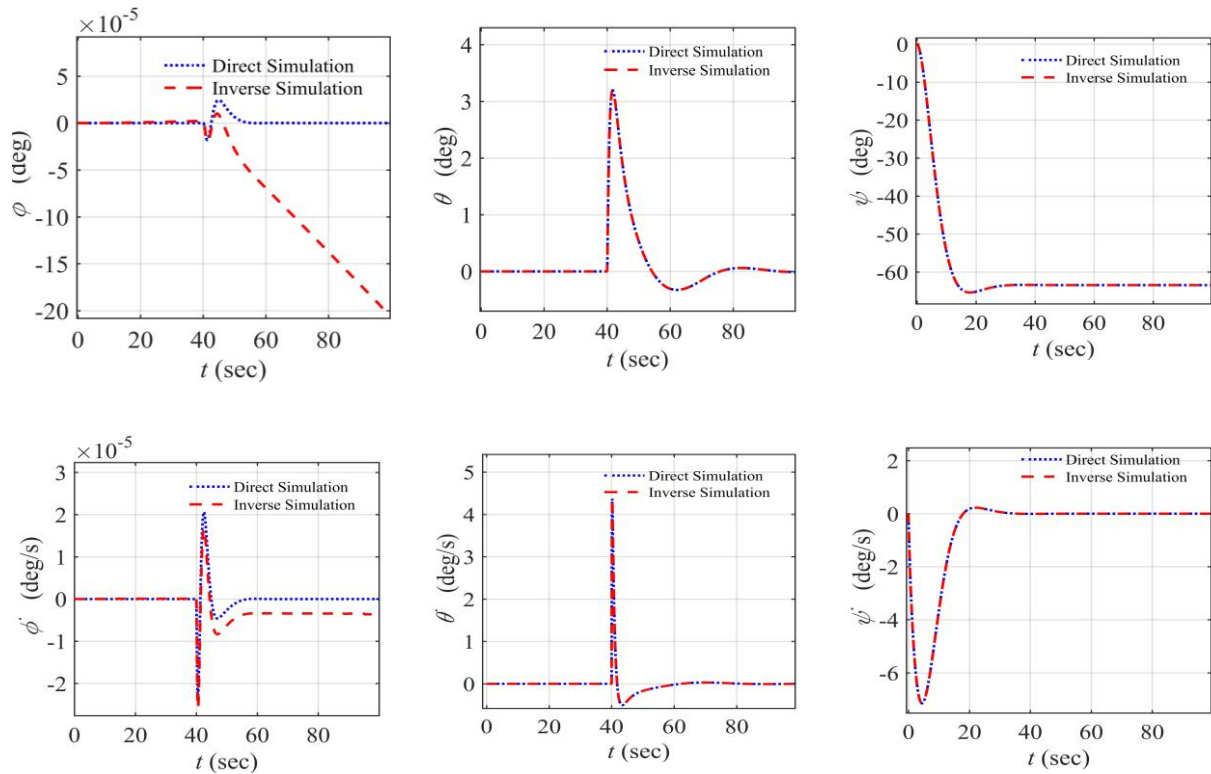 ×10⁻⁵
5
0
-5
-10
-15
-20
φ (deg)
Direct Simulation
Inverse Simulation
0 20 40 60 80
t (sec)
4
3
2
1
0
θ (deg)
Direct Simulation
Inverse Simulation
0 20 40 60 80
t (sec)
0
-10
-20
-30
-40
-50
-60
ψ (deg)
Direct Simulation
Inverse Simulation
0 20 40 60 80
t (sec)
×10⁻⁵
3
2
1
0
-1
-2
ϕ̇ (deg/s)
Direct Simulation
Inverse Simulation
0 20 40 60 80
t (sec)
5
4
3
2
1
0
θ̇ (deg/s)
Direct Simulation
Inverse Simulation
0 20 40 60 80
t (sec)
2
0
-2
-4
-6
ψ̇ (deg/s)
Direct Simulation
Inverse Simulation
0 20 40 60 80
t (sec)